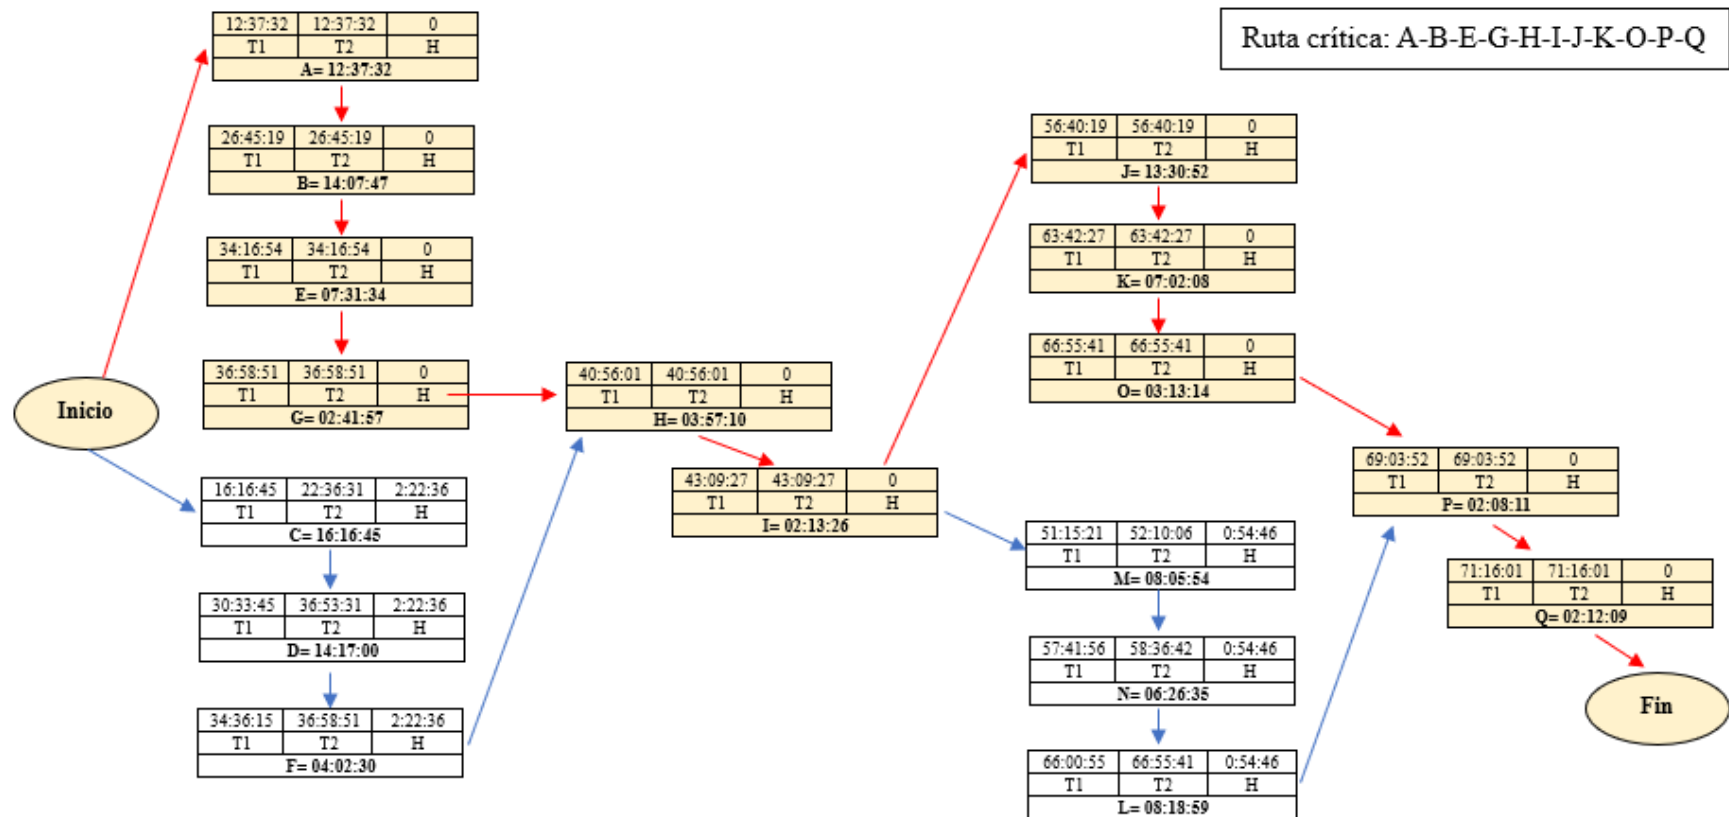 Ruta crítica: A-B-E-G-H-I-J-K-O-P-Q
12:37:32 12:37:32 0
T1 T2 H
A= 12:37:32
26:45:19 26:45:19 0
T1 T2 H
B= 14:07:47
34:16:54 34:16:54 0
T1 T2 H
E= 07:31:34
36:58:51 36:58:51 0
T1 T2 H
G= 02:41:57
Inicio
16:16:45 22:36:31 2:22:36
T1 T2 H
C= 16:16:45
30:33:45 36:53:31 2:22:36
T1 T2 H
D= 14:17:00
34:36:15 36:58:51 2:22:36
T1 T2 H
F= 04:02:30
40:56:01 40:56:01 0
T1 T2 H
H= 03:57:10
43:09:27 43:09:27 0
T1 T2 H
I= 02:13:26
56:40:19 56:40:19 0
T1 T2 H
J= 13:30:52
63:42:27 63:42:27 0
T1 T2 H
K= 07:02:08
66:55:41 66:55:41 0
T1 T2 H
O= 03:13:14
51:15:21 52:10:06 0:54:46
T1 T2 H
M= 08:05:54
57:41:56 58:36:42 0:54:46
T1 T2 H
N= 06:26:35
66:00:55 66:55:41 0:54:46
T1 T2 H
L= 08:18:59
69:03:52 69:03:52 0
T1 T2 H
P= 02:08:11
71:16:01 71:16:01 0
T1 T2 H
Q= 02:12:09
Fin